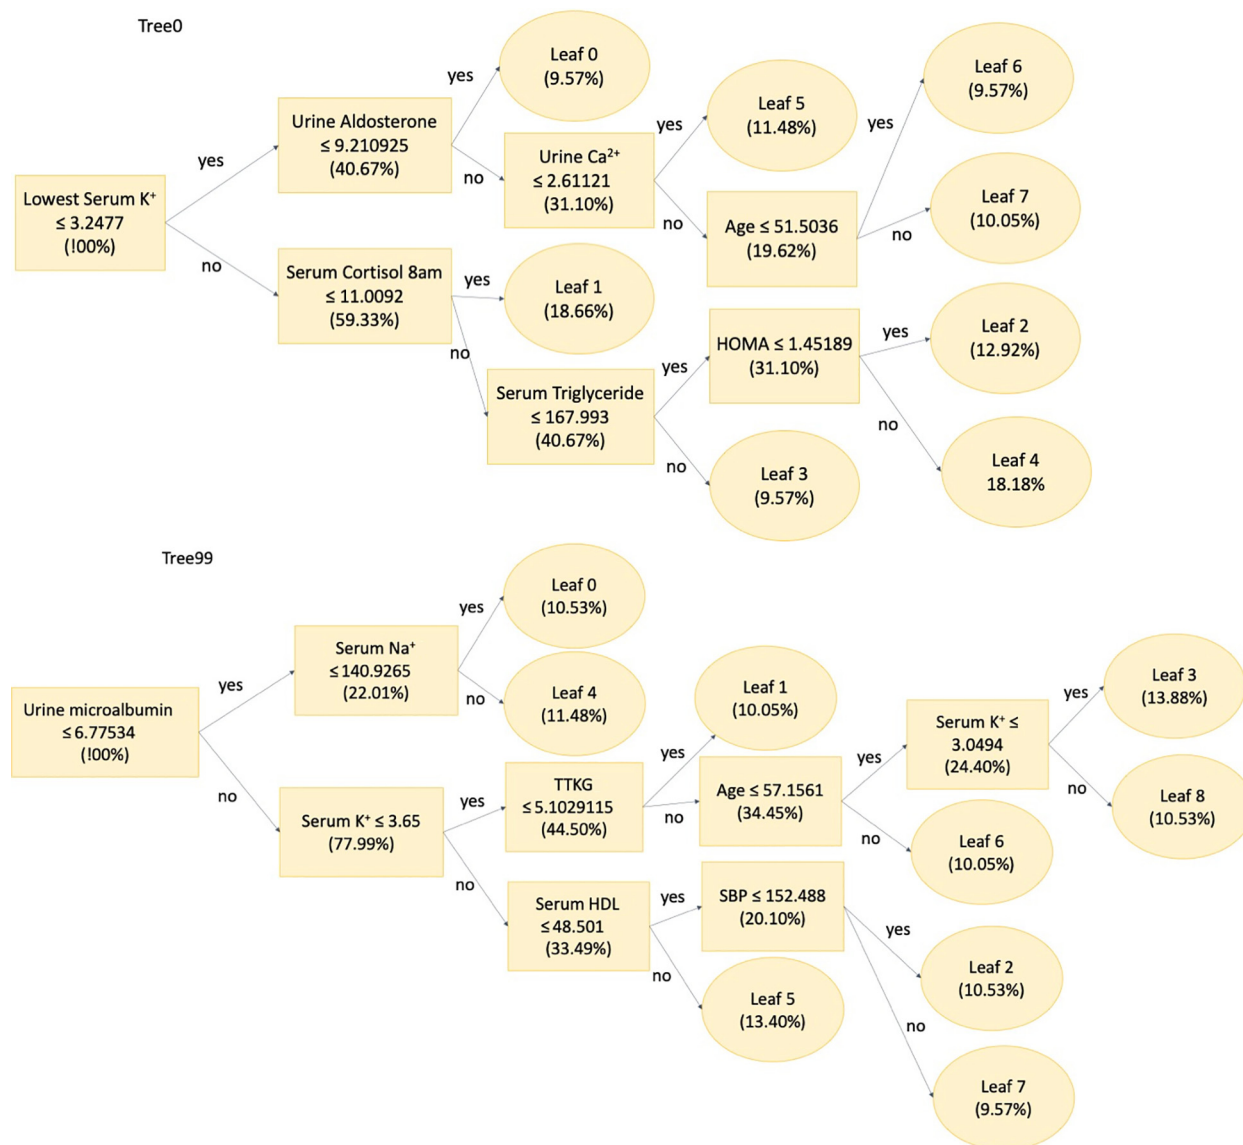 Tree0
Lowest Serum K⁺
≤ 3.2477
(!00%)
yes
no
Urine Aldosterone
≤ 9.210925
(40.67%)
yes
no
Leaf 0
(9.57%)
Urine Ca²⁺
≤ 2.61121
(31.10%)
yes
no
Leaf 5
(11.48%)
Age ≤ 51.5036
(19.62%)
yes
no
Leaf 6
(9.57%)
Leaf 7
(10.05%)
Serum Cortisol 8am
≤ 11.0092
(59.33%)
yes
no
Leaf 1
(18.66%)
Serum Triglyceride
≤ 167.993
(40.67%)
yes
no
HOMA ≤ 1.45189
(31.10%)
yes
no
Leaf 2
(12.92%)
Leaf 4
18.18%
Leaf 3
(9.57%)
Tree99
Urine microalbumin
≤ 6.77534
(!00%)
yes
no
Serum Na⁺
≤ 140.9265
(22.01%)
yes
no
Leaf 0
(10.53%)
Leaf 4
(11.48%)
Serum K⁺ ≤ 3.65
(77.99%)
yes
no
TTKG
≤ 5.1029115
(44.50%)
yes
no
Leaf 1
(10.05%)
Age ≤ 57.1561
(34.45%)
yes
no
Serum K⁺ ≤
3.0494
(24.40%)
yes
no
Leaf 3
(13.88%)
Leaf 8
(10.53%)
Leaf 6
(10.05%)
Serum HDL
≤ 48.501
(33.49%)
yes
no
SBP ≤ 152.488
(20.10%)
yes
no
Leaf 5
(13.40%)
Leaf 2
(10.53%)
Leaf 7
(9.57%)